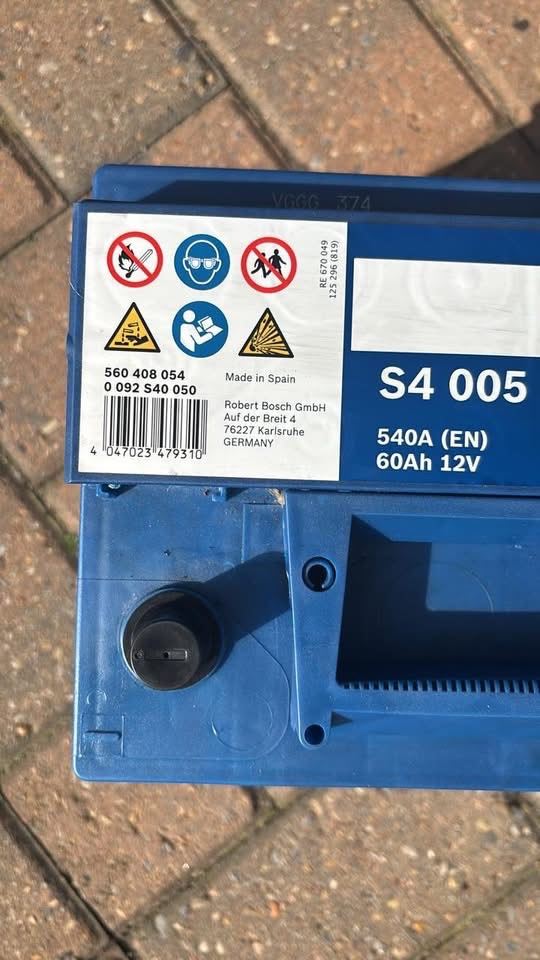 VGGG 374
RE 670 049
125 296 (819)
560 408 054
0 092 S40 050
Made in Spain
Robert Bosch GmbH
Auf der Breit 4
76227 Karlsruhe
GERMANY
4 047023 479310
S4 005
540A (EN)
60Ah 12V